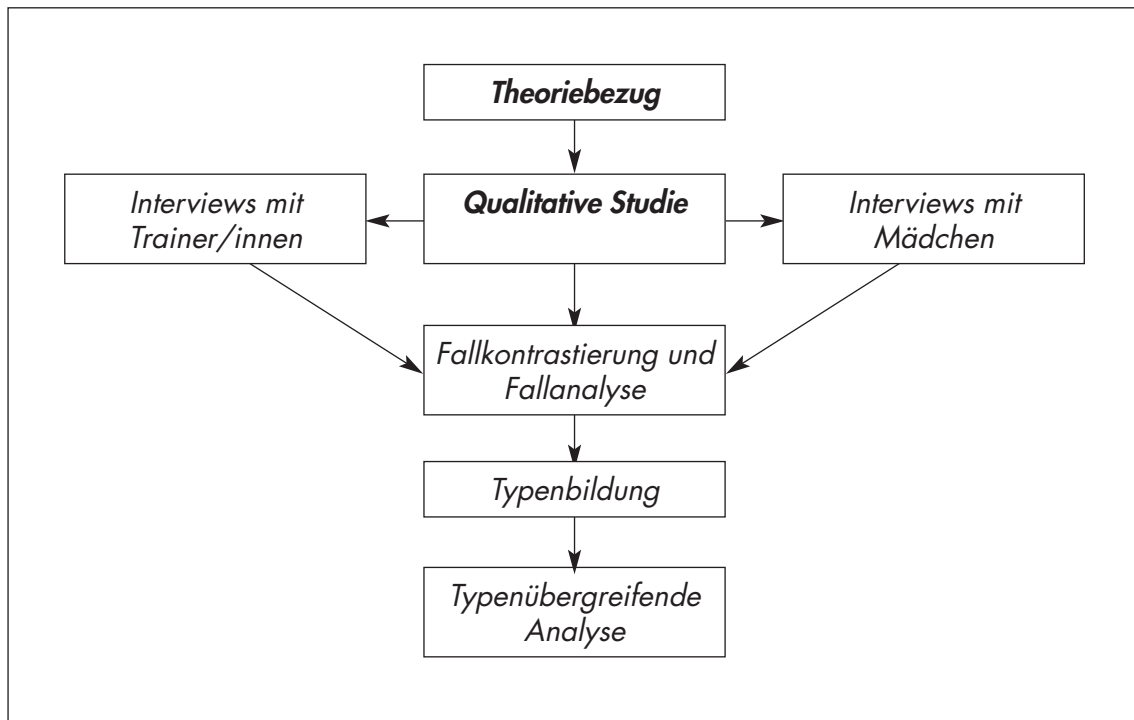 Theoriebezug
Interviews mit
Trainer/innen
Qualitative Studie
Interviews mit
Mädchen
Fallkontrastierung und
Fallanalyse
Typenbildung
Typenübergreifende
Analyse